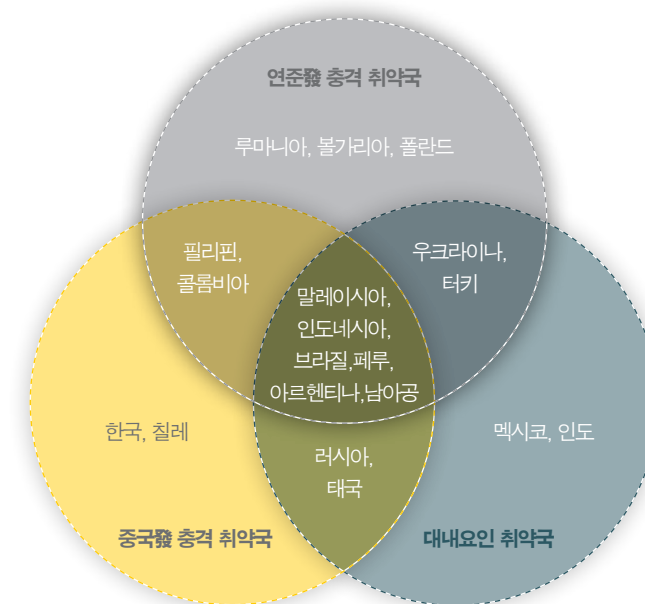 연준發 충격 취약국
루마니아, 볼가리아, 폴란드
필리핀,
콜롬비아
우크라이나,
터키
말레이시아,
인도네시아,
브라질,페루,
아르헨티나,남아공
한국, 칠레
멕시코, 인도
러시아,
태국
중국發 충격 취약국
대내요인 취약국